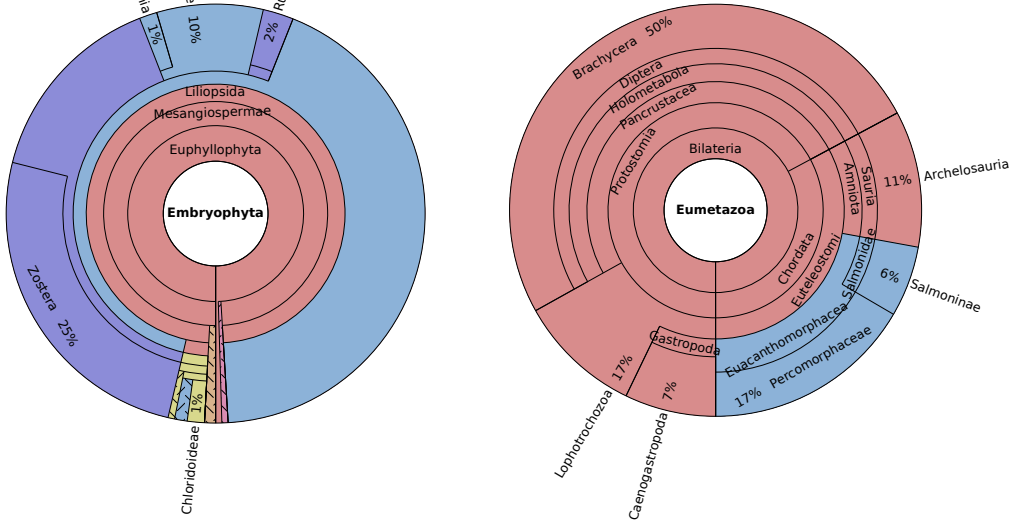 1%
10%
2%
Liliopsida
Mesangiospermae
Euphyllophyta
Embryophyta
Zostera 25%
1%
Chloridoideae
Brachycera 50%
Diptera
Holometabola
Pancrustacea
Protostomia
Bilateria
Eumetazoa
Sauria
Amniota
11% Archelosauria
Chordata
Euteleostomi
Salmonidae
6% Salmoninae
Euacanthomorphacea
17% Percomorphaceae
Gastropoda
17% Lophotrochozoa
7% Caenogastropoda